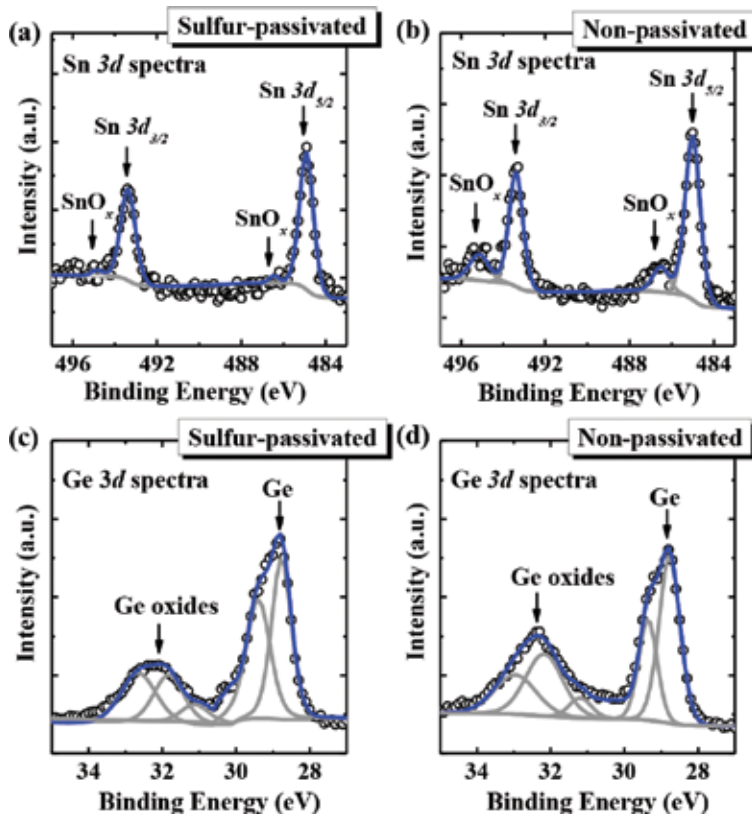 (a)
Sulfur-passivated
Sn 3d spectra
Sn 3d5/2
Sn 3d3/2
SnOx
SnOx
Intensity (a.u.)
496 492 488 484
Binding Energy (eV)
(b)
Non-passivated
Sn 3d spectra
Sn 3d5/2
Sn 3d3/2
SnOx
SnOx
Intensity (a.u.)
496 492 488 484
Binding Energy (eV)
(c)
Sulfur-passivated
Ge 3d spectra
Ge
Ge oxides
Intensity (a.u.)
34 32 30 28
Binding Energy (eV)
(d)
Non-passivated
Ge 3d spectra
Ge
Ge oxides
Intensity (a.u.)
34 32 30 28
Binding Energy (eV)